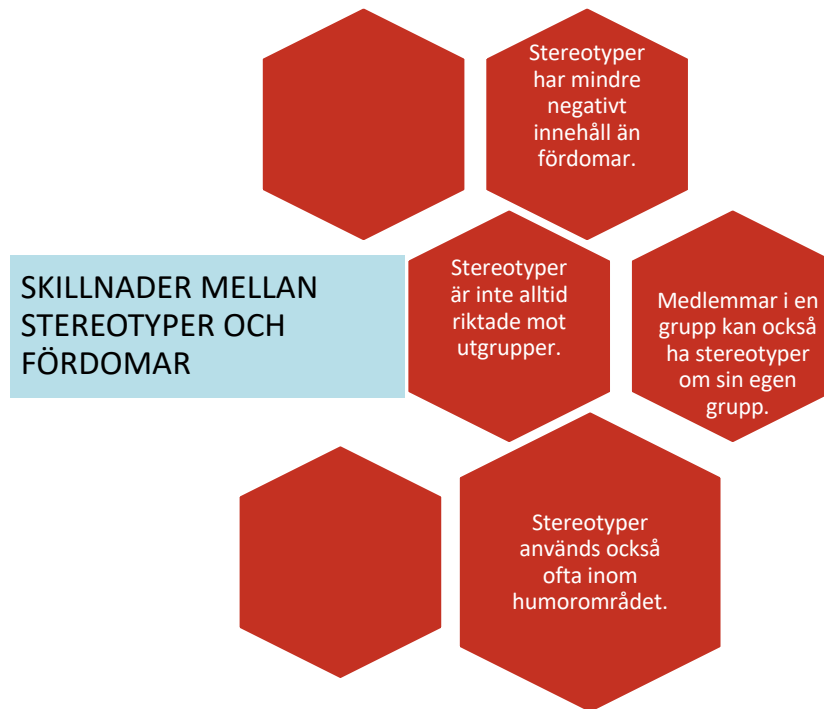 SKILLNADER MELLAN
STEREOTYPER OCH
FÖRDOMAR
Stereotyper
har mindre
negativt
innehåll än
fördomar.
Stereotyper
är inte alltid
riktade mot
utgrupper.
Medlemmar i en
grupp kan också
ha stereotyper
om sin egen
grupp.
Stereotyper
används också
ofta inom
humorområdet.